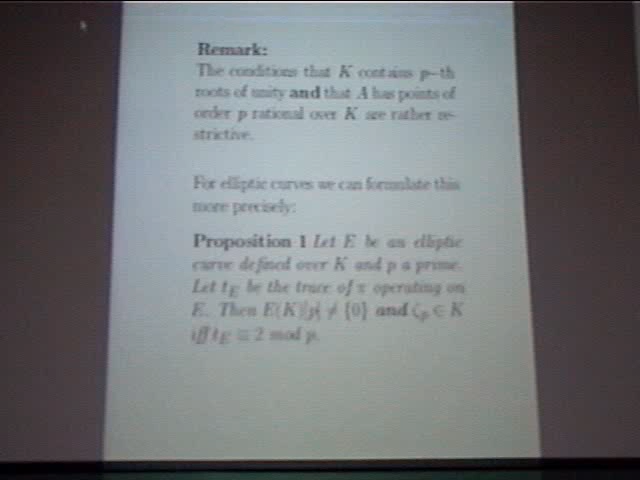 Remark:
The conditions that K contains p-th
roots of unity and that A has points of
order p rational over K are rather re-
strictive.
For elliptic curves we can formulate this
more precisely:
Proposition 1 Let E be an elliptic
curve defined over K and p a prime.
Let t_E be the trace of π operating on
E. Then E(K)[p] ≠ {0} and ζ_p ∈ K
iff t_E ≡ 2 mod p.